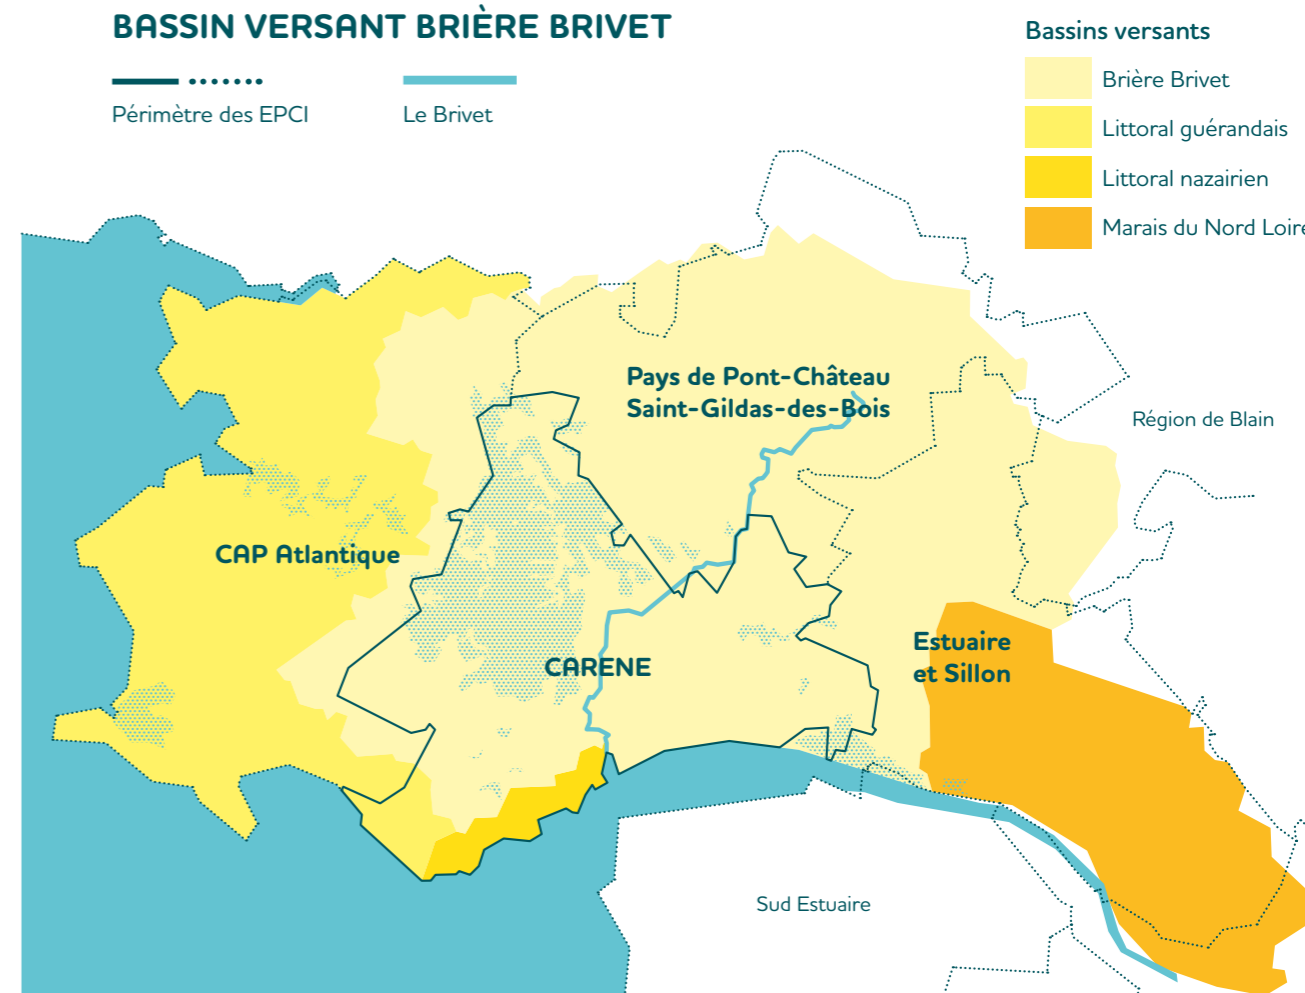 BASSIN VERSANT BRIÈRE BRIVET
Périmètre des EPCI
Le Brivet
Bassins versants
Brière Brivet
Littoral guérandais
Littoral nazairien
Marais du Nord Loire
Pays de Pont-Château
Saint-Gildas-des-Bois
Région de Blain
CAP Atlantique
CARENE
Estuaire
et Sillon
Sud Estuaire